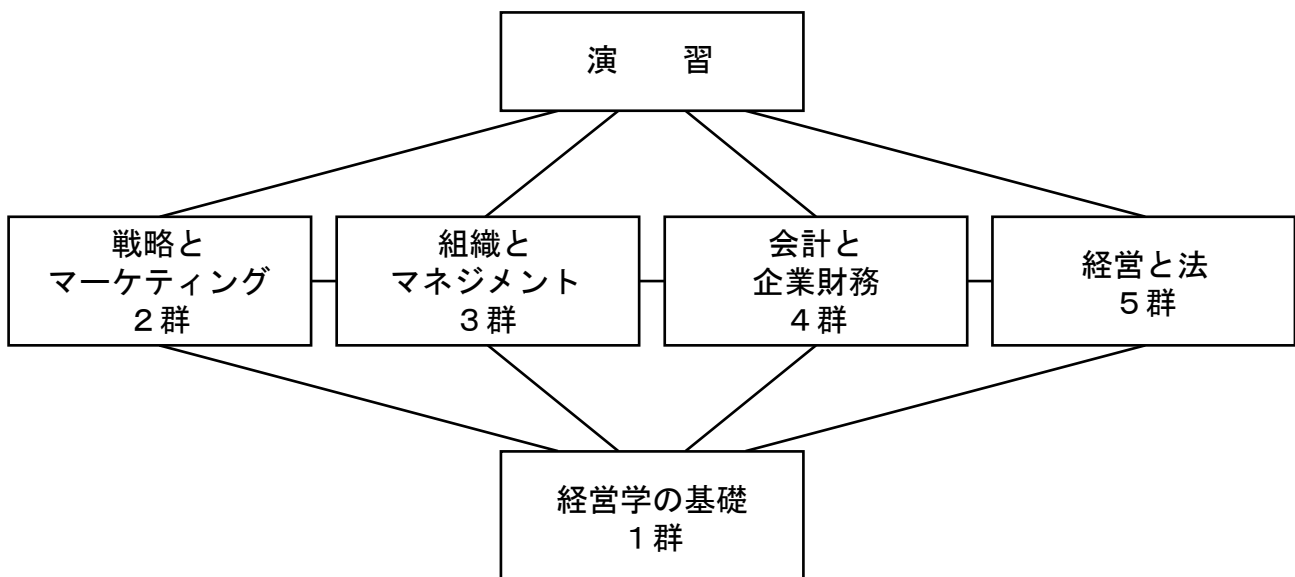 演　　習
戦略と
マーケティング
２群
組織と
マネジメント
３群
会計と
企業財務
４群
経営と法
５群
経営学の基礎
１群